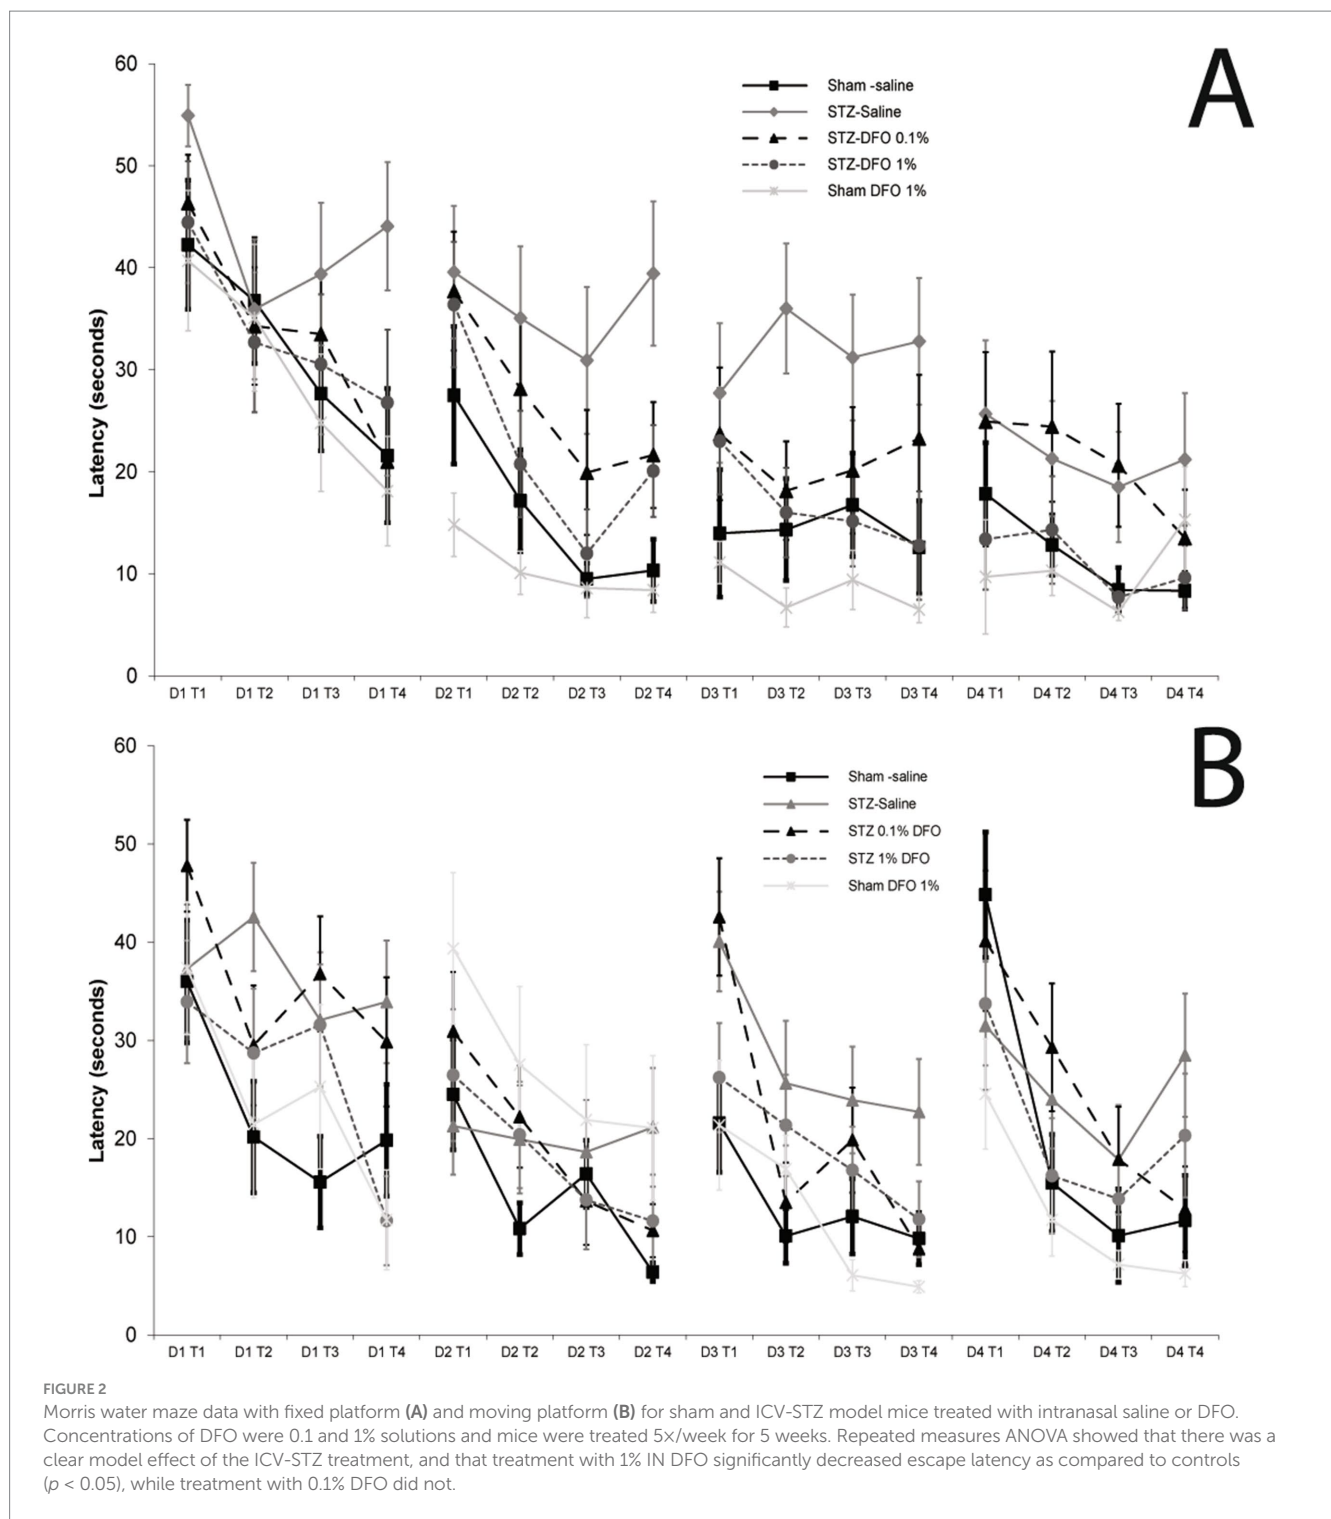 A
60
50
40
30
20
10
0
Latency (seconds)
Sham -saline
STZ-Saline
STZ-DFO 0.1%
STZ-DFO 1%
Sham DFO 1%
D1 T1 D1 T2 D1 T3 D1 T4 D2 T1 D2 T2 D2 T3 D2 T4 D3 T1 D3 T2 D3 T3 D3 T4 D4 T1 D4 T2 D4 T3 D4 T4
B
60
50
40
30
20
10
0
Latency (seconds)
Sham -saline
STZ-Saline
STZ 0.1% DFO
STZ 1% DFO
Sham DFO 1%
D1 T1 D1 T2 D1 T3 D1 T4 D2 T1 D2 T2 D2 T3 D2 T4 D3 T1 D3 T2 D3 T3 D3 T4 D4 T1 D4 T2 D4 T3 D4 T4
FIGURE 2
Morris water maze data with fixed platform (A) and moving platform (B) for sham and ICV-STZ model mice treated with intranasal saline or DFO.
Concentrations of DFO were 0.1 and 1% solutions and mice were treated 5×/week for 5 weeks. Repeated measures ANOVA showed that there was a
clear model effect of the ICV-STZ treatment, and that treatment with 1% IN DFO significantly decreased escape latency as compared to controls
(p < 0.05), while treatment with 0.1% DFO did not.